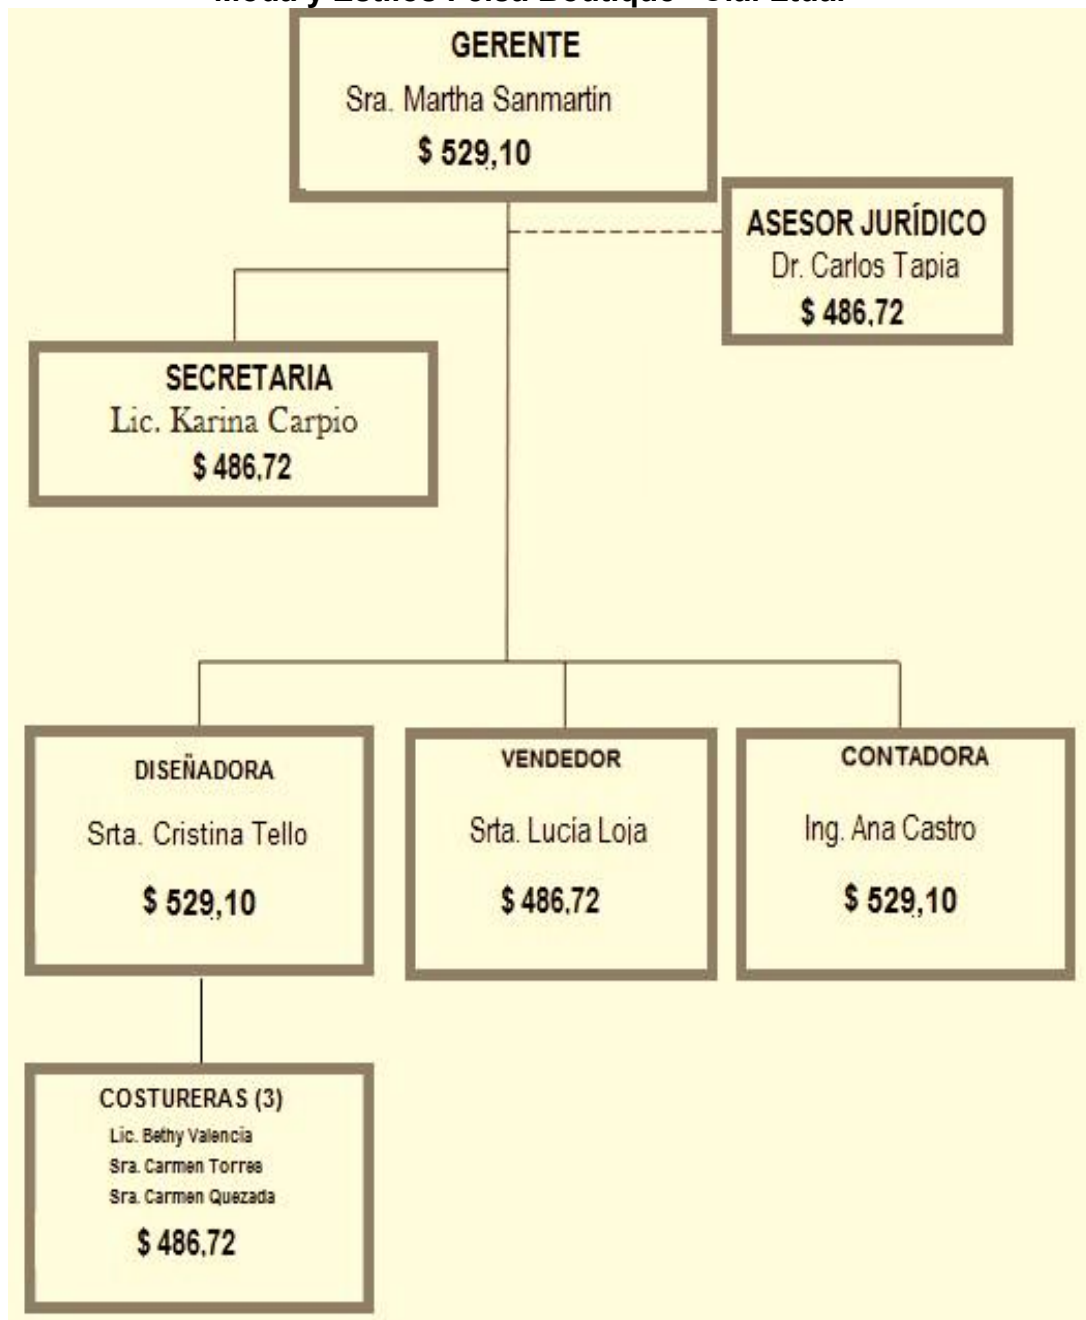 GERENTE
Sra. Martha Sanmartín
$ 529,10
ASESOR JURÍDICO
Dr. Carlos Tapia
$ 486,72
SECRETARIA
Lic. Karina Carpio
$ 486,72
DISEÑADORA
Srta. Cristina Tello
$ 529,10
VENDEDOR
Srta. Lucía Loja
$ 486,72
CONTADORA
Ing. Ana Castro
$ 529,10
COSTURERAS (3)
Lic. Bethy Valencia
Sra. Carmen Torres
Sra. Carmen Quezada
$ 486,72